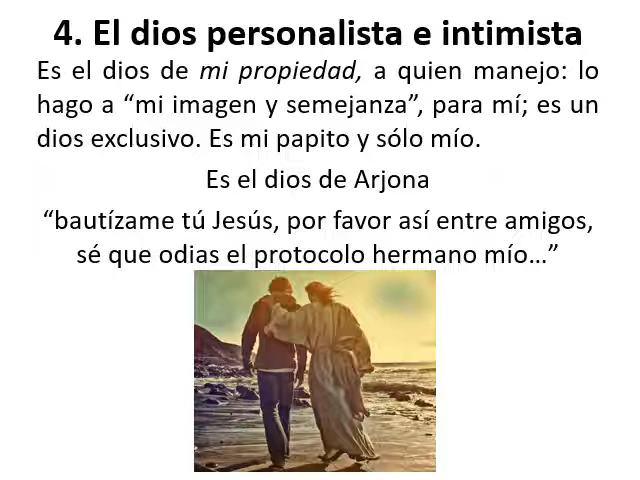 4. El dios personalista e intimista
Es el dios de mi propiedad, a quien manejo: lo
hago a “mi imagen y semejanza”, para mí; es un
dios exclusivo. Es mi papito y sólo mío.
Es el dios de Arjona
“bautízame tú Jesús, por favor así entre amigos,
sé que odias el protocolo hermano mío…”